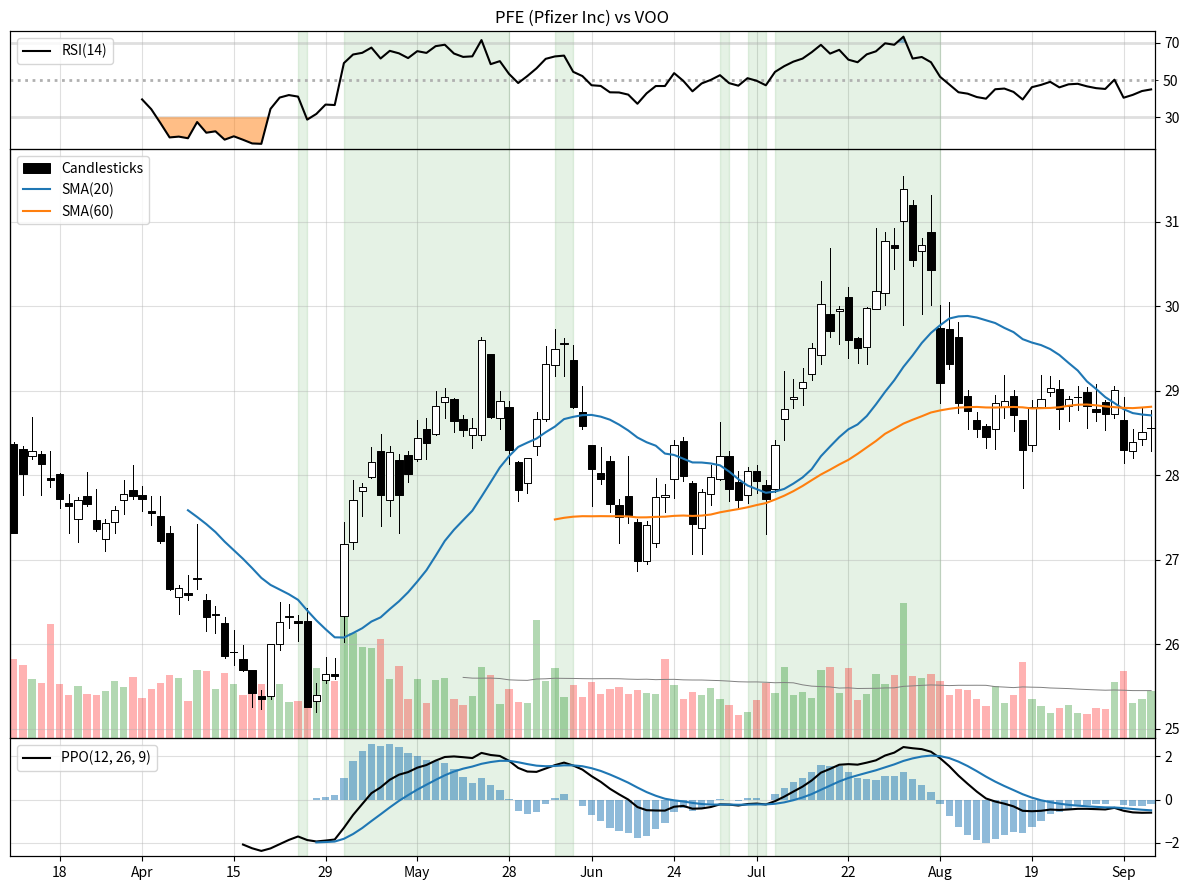 PFE (Pfizer Inc) vs VOO
RSI(14)
70
50
30
Candlesticks
SMA(20)
SMA(60)
31
30
29
28
27
26
25
PPO(12, 26, 9)
2
0
−2
18 Apr 15 29 May 28 Jun 24 Jul 22 Aug 19 Sep